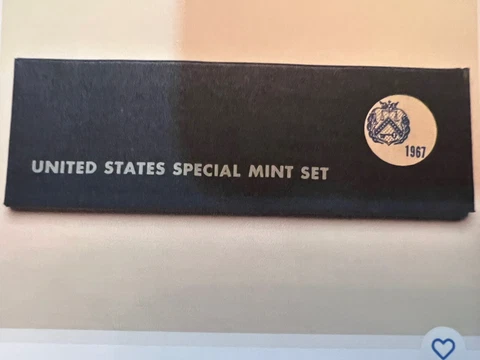 UNITED STATES SPECIAL MINT SET
1967